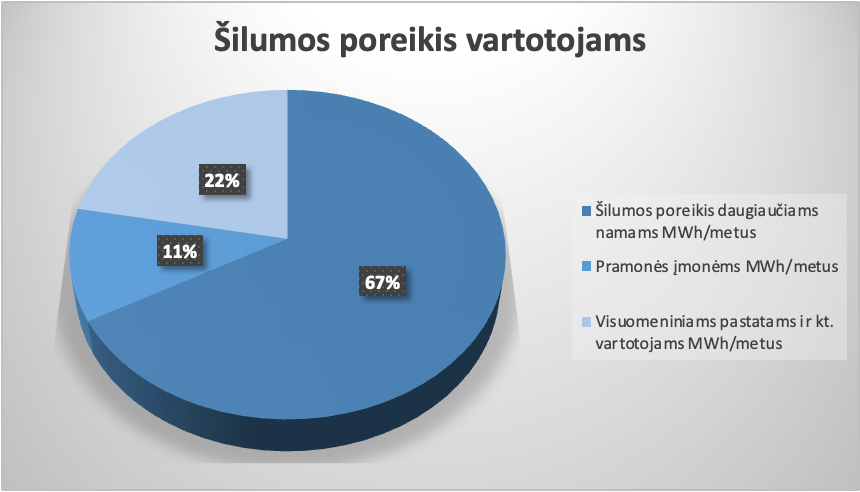 Šilumos poreikis vartotojams
22%
11%
67%
Šilumos poreikis daugiaučiams
namams MWh/metus
Pramonės įmonėms MWh/metus
Visuomeniniams pastatams ir kt.
vartotojams MWh/metus